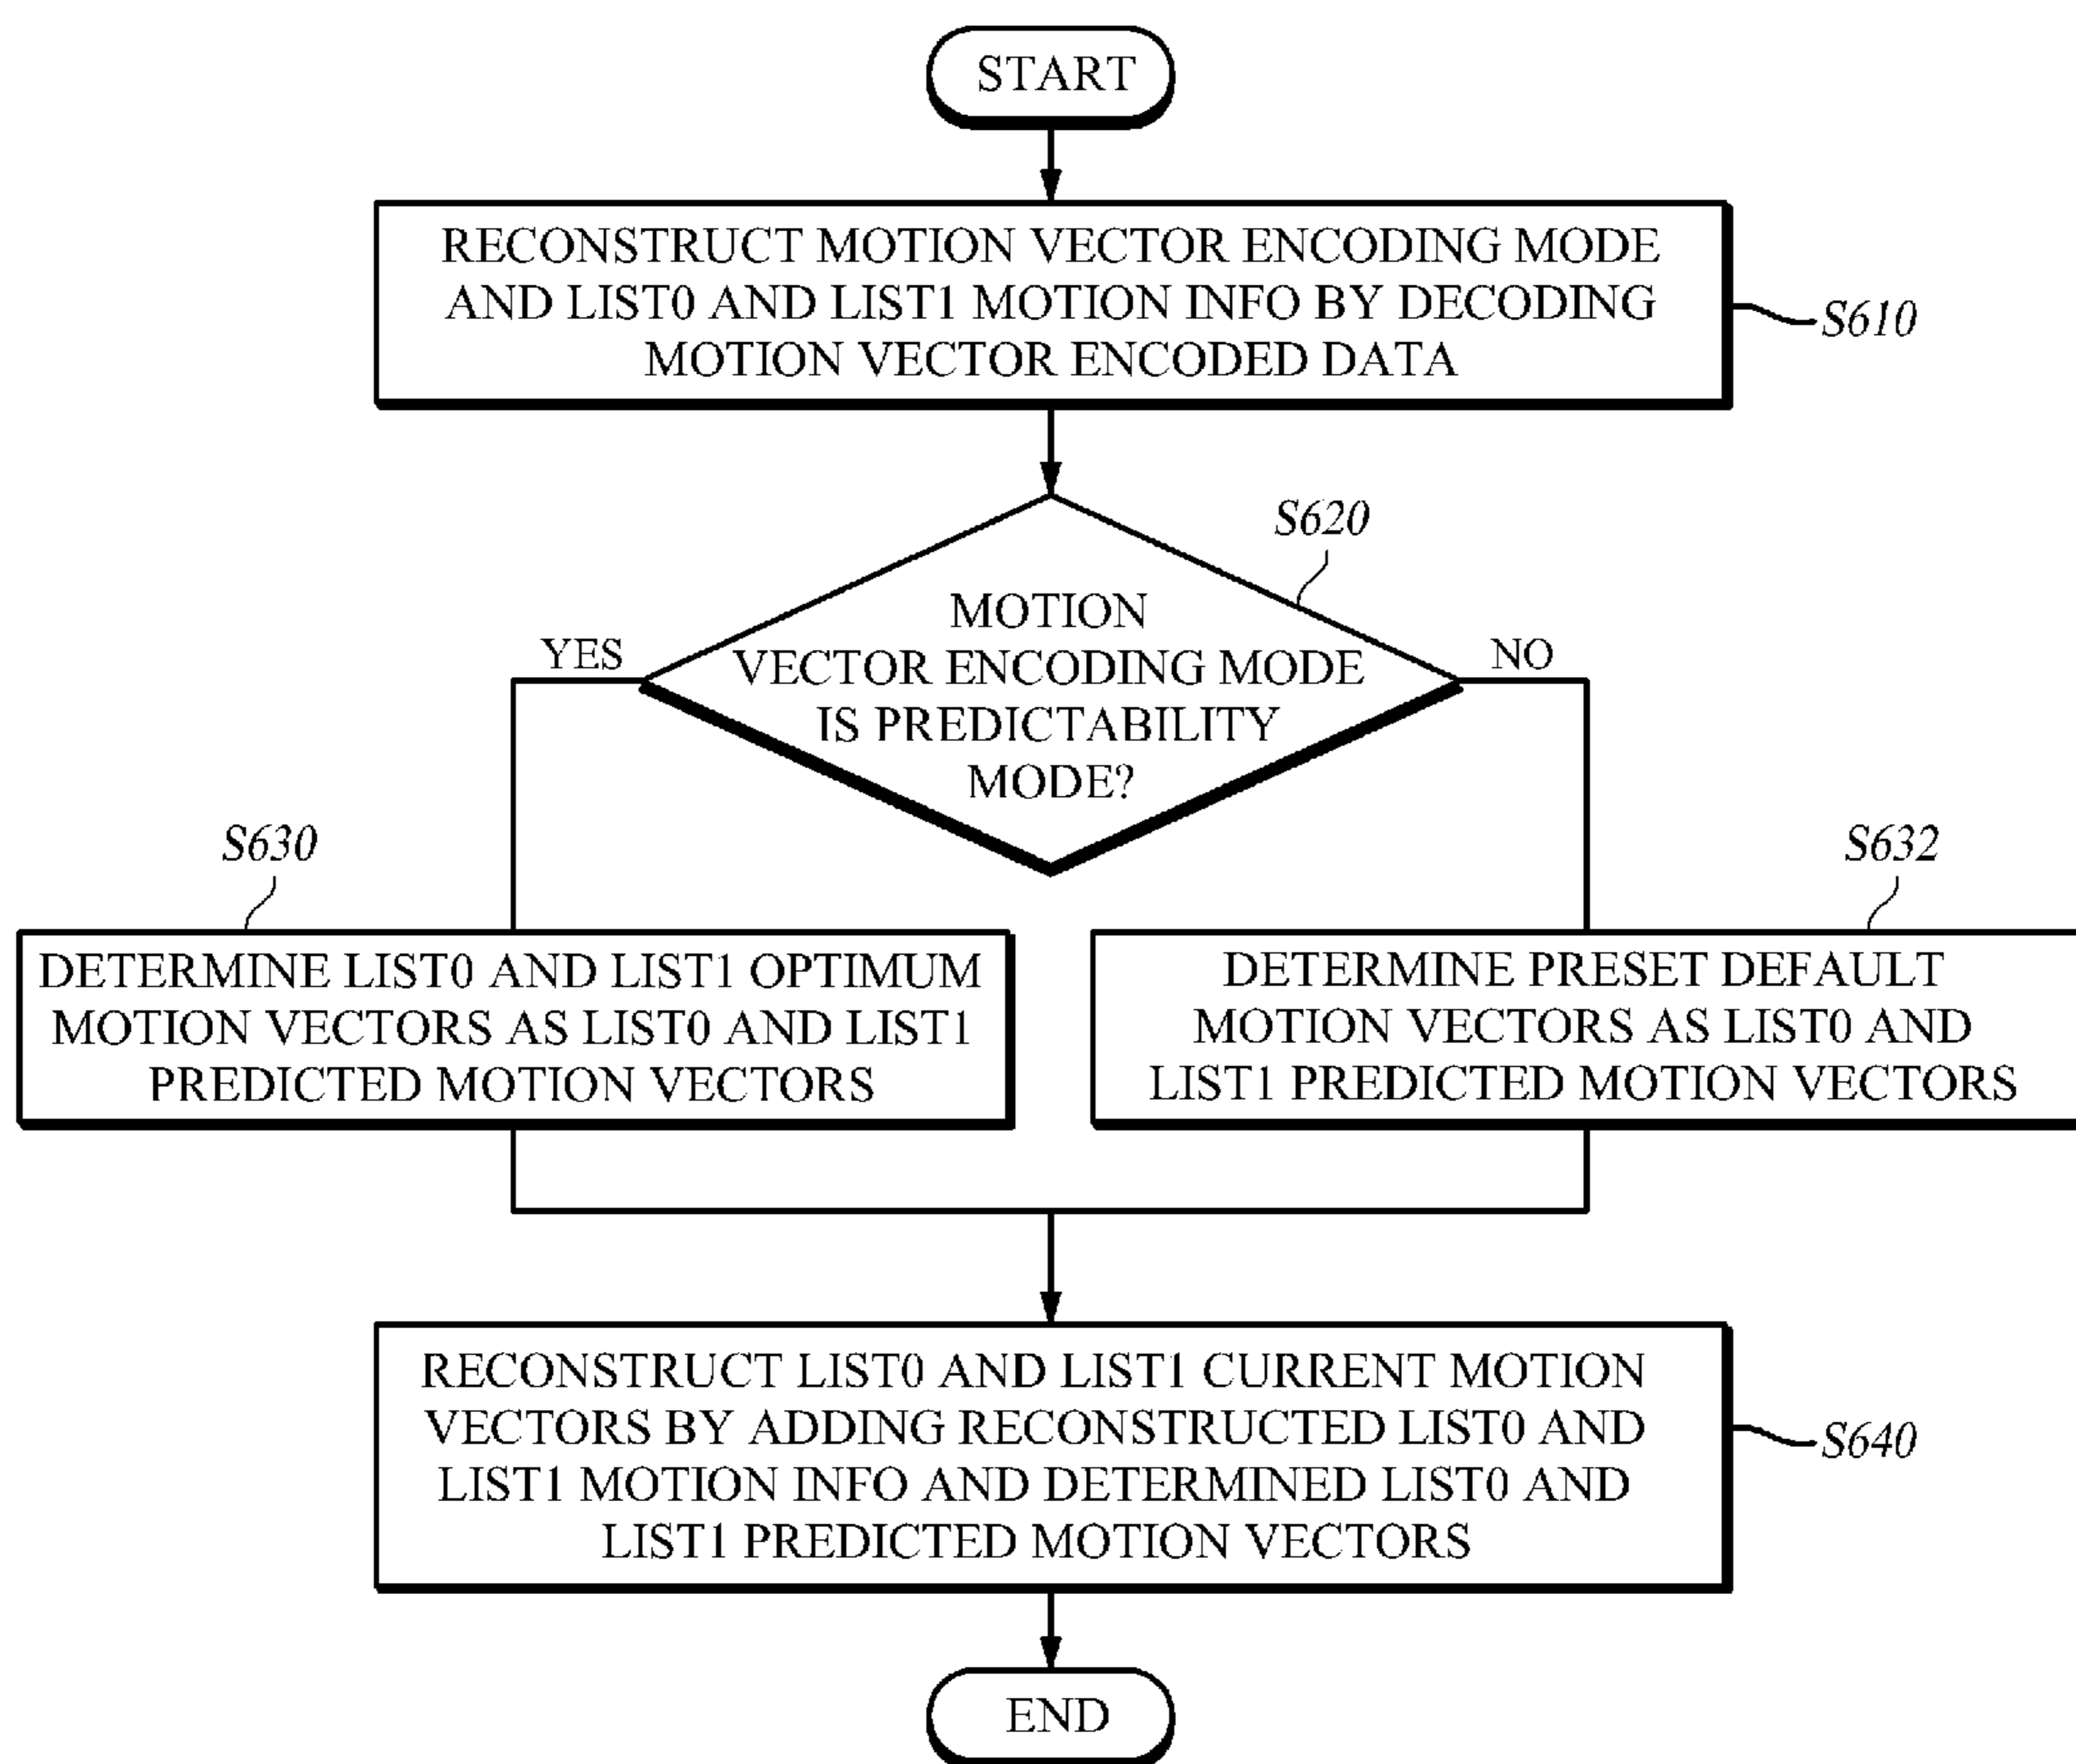 START
RECONSTRUCT MOTION VECTOR ENCODING MODE
AND LIST0 AND LIST1 MOTION INFO BY DECODING
MOTION VECTOR ENCODED DATA
S610
S620
MOTION
VECTOR ENCODING MODE
IS PREDICTABILITY
MODE?
YES
NO
S630
DETERMINE LIST0 AND LIST1 OPTIMUM
MOTION VECTORS AS LIST0 AND LIST1
PREDICTED MOTION VECTORS
S632
DETERMINE PRESET DEFAULT
MOTION VECTORS AS LIST0 AND
LIST1 PREDICTED MOTION VECTORS
RECONSTRUCT LIST0 AND LIST1 CURRENT MOTION
VECTORS BY ADDING RECONSTRUCTED LIST0 AND
LIST1 MOTION INFO AND DETERMINED LIST0 AND
LIST1 PREDICTED MOTION VECTORS
S640
END